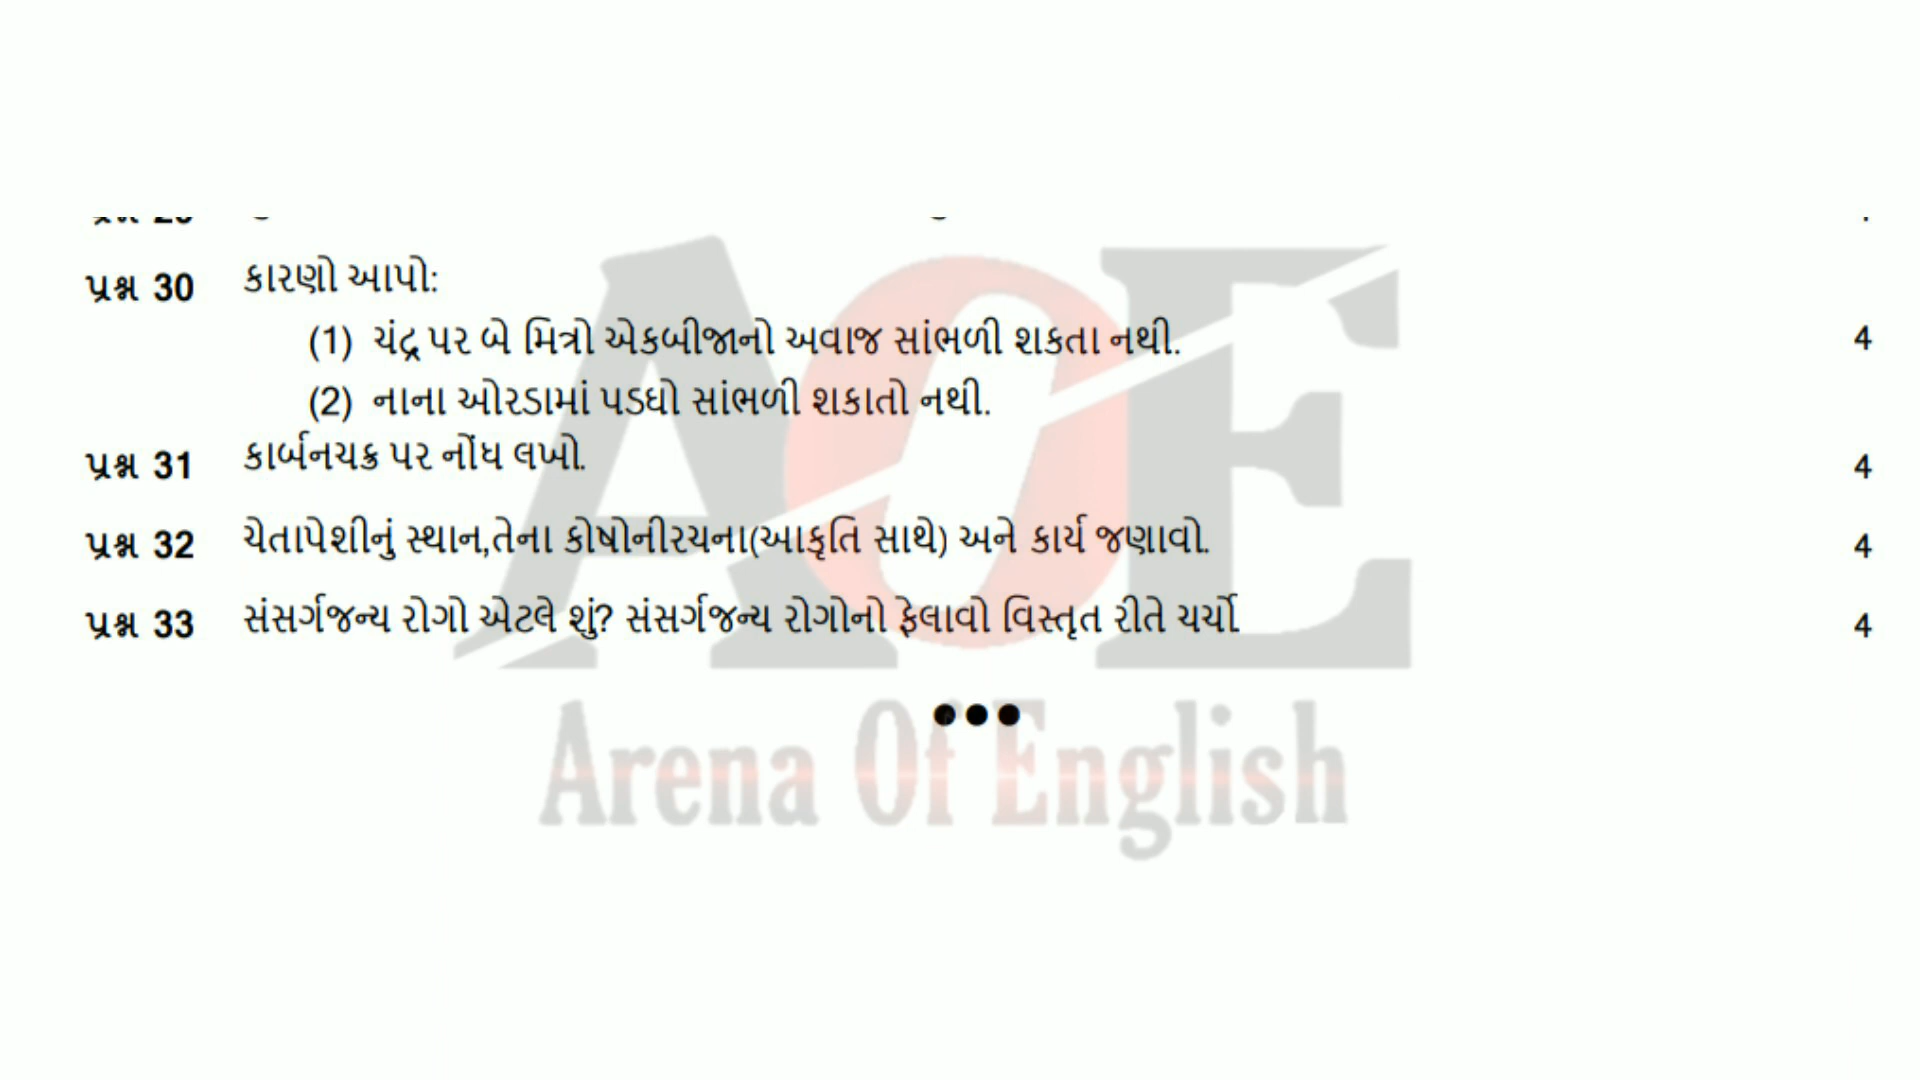 પ્રશ્ન 30 કારણો આપો:
(1) ચંદ્ર પર બે મિત્રો એકબીજાનો અવાજ સાંભળી શકતા નથી. 4
(2) નાના ઓરડામાં પડઘો સાંભળી શકાતો નથી.
પ્રશ્ન 31 કાર્બનચક્ર પર નોંધ લખો. 4
પ્રશ્ન 32 ચેતાપેશીનું સ્થાન,તેના કોષોનીરચના(આકૃતિ સાથે) અને કાર્ય જણાવો. 4
પ્રશ્ન 33 સંસર્ગજન્ય રોગો એટલે શું? સંસર્ગજન્ય રોગોનો ફેલાવો વિસ્તૃત રીતે ચર્ચો 4
AOE
Arena Of English